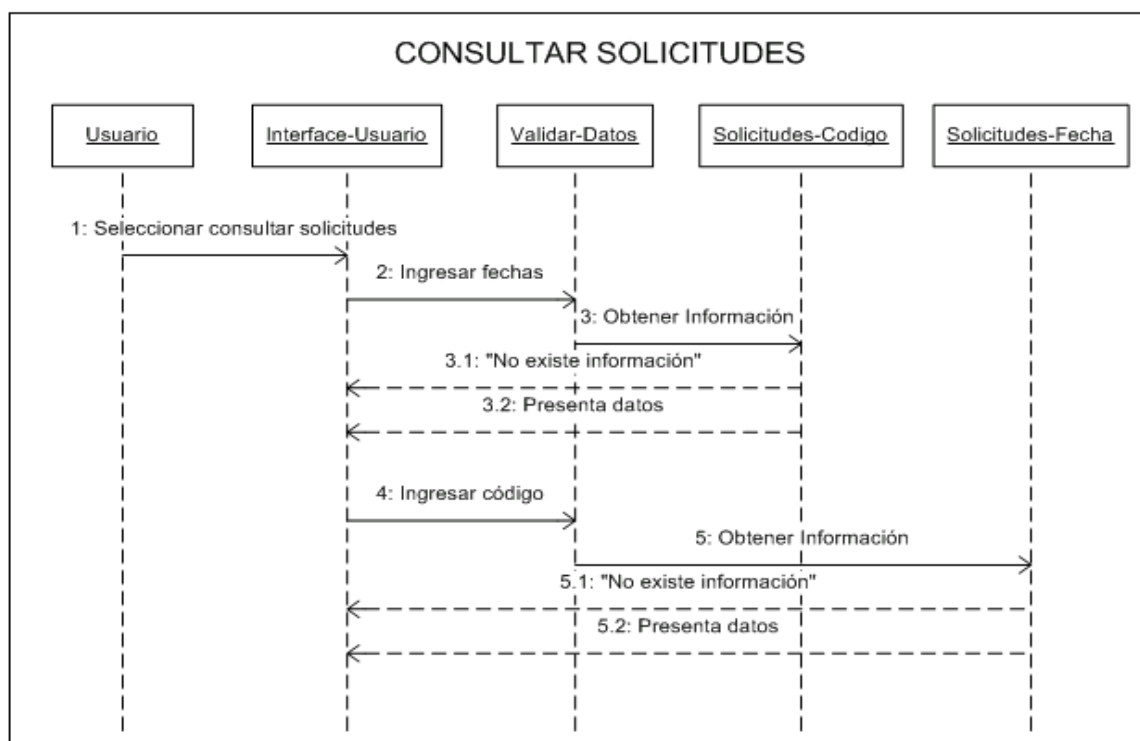 CONSULTAR SOLICITUDES
Usuario
Interface-Usuario
Validar-Datos
Solicitudes-Codigo
Solicitudes-Fecha
1: Seleccionar consultar solicitudes
2: Ingresar fechas
3: Obtener Información
3.1: "No existe información"
3.2: Presenta datos
4: Ingresar código
5: Obtener Información
5.1: "No existe información"
5.2: Presenta datos